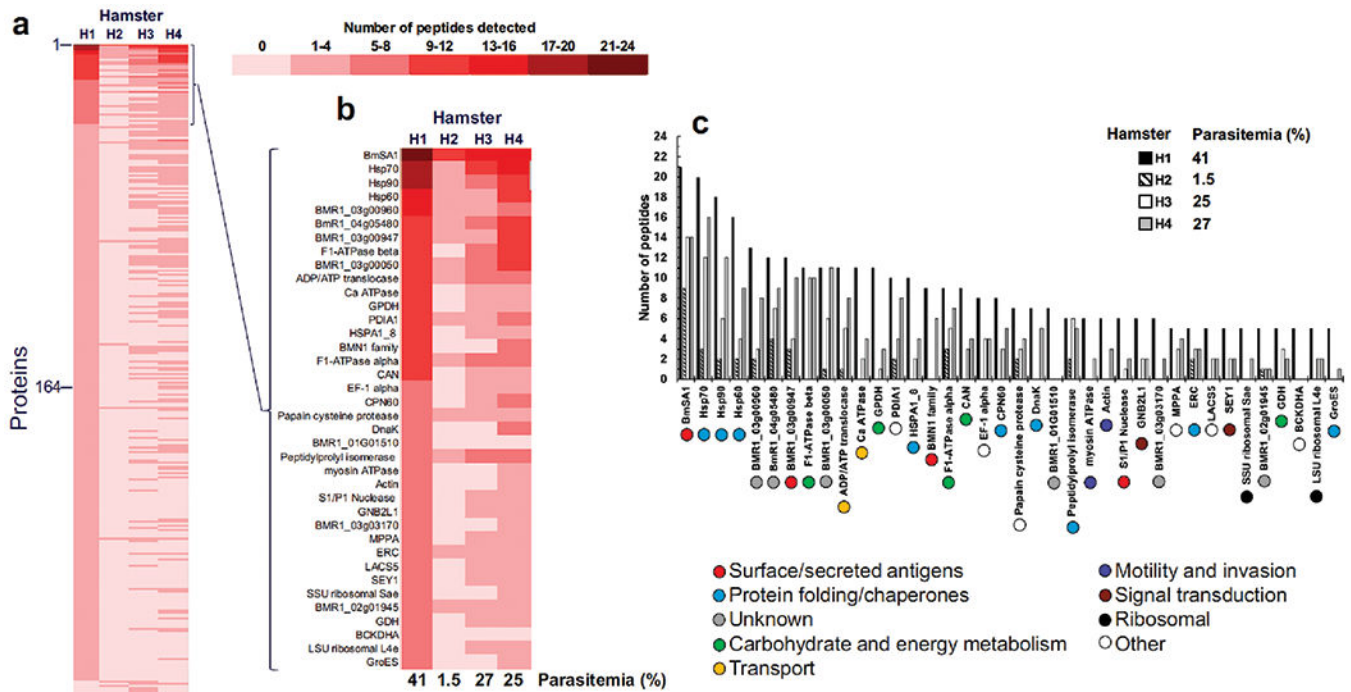 a
Hamster
H1 H2 H3 H4
1
164
Proteins
Number of peptides detected
0 1-4 5-8 9-12 13-16 17-20 21-24
b
Hamster
H1 H2 H3 H4
BmSA1
Hsp70
Hsp90
Hsp60
BMR1_03g00960
BmR1_04g05480
BMR1_03g00947
F1-ATPase beta
BMR1_03g00050
ADP/ATP translocase
Ca ATPase
GPDH
PDIA1
HSPA1_8
BMN1 family
F1-ATPase alpha
CAN
EF-1 alpha
CPN60
Papain cysteine protease
DnaK
BMR1_01G01510
Peptidylprolyl isomerase
myosin ATPase
Actin
S1/P1 Nuclease
GNB2L1
BMR1_03g03170
MPPA
ERC
LACS5
SEY1
SSU ribosomal Sae
BMR1_02g01945
GDH
BCKDHA
LSU ribosomal L4e
GroES
41 1.5 27 25 Parasitemia (%)
c
Hamster Parasitemia (%)
H1 41
H2 1.5
H3 25
H4 27
Number of peptides
24
22
20
18
16
14
12
10
8
6
4
2
0
BmSA1
Hsp70
Hsp90
Hsp60
BMR1_03g00960
BmR1_04g05480
BMR1_03g00947
F1-ATPase beta
BMR1_03g00050
ADP/ATP translocase
Ca ATPase
GPDH
PDIA1
HSPA1_8
BMN1 family
F1-ATPase alpha
CAN
EF-1 alpha
CPN60
Papain cysteine protease
DnaK
BMR1_01G01510
Peptidylprolyl isomerase
myosin ATPase
Actin
S1/P1 Nuclease
GNB2L1
BMR1_03g03170
MPPA
ERC
LACS5
SEY1
SSU ribosomal Sae
BMR1_02g01945
GDH
BCKDHA
LSU ribosomal L4e
GroES
Surface/secreted antigens
Protein folding/chaperones
Unknown
Carbohydrate and energy metabolism
Transport
Motility and invasion
Signal transduction
Ribosomal
Other